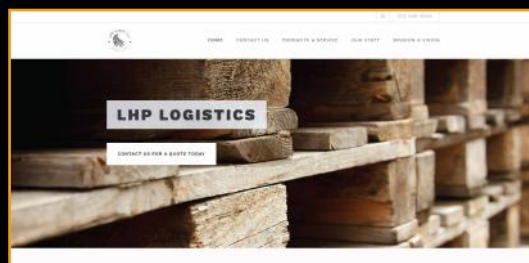 HOME CONTACT US PRODUCTS & SERVICE OUR STAFF MISSION & VISION
LHP LOGISTICS
CONTACT US FOR A QUOTE TODAY